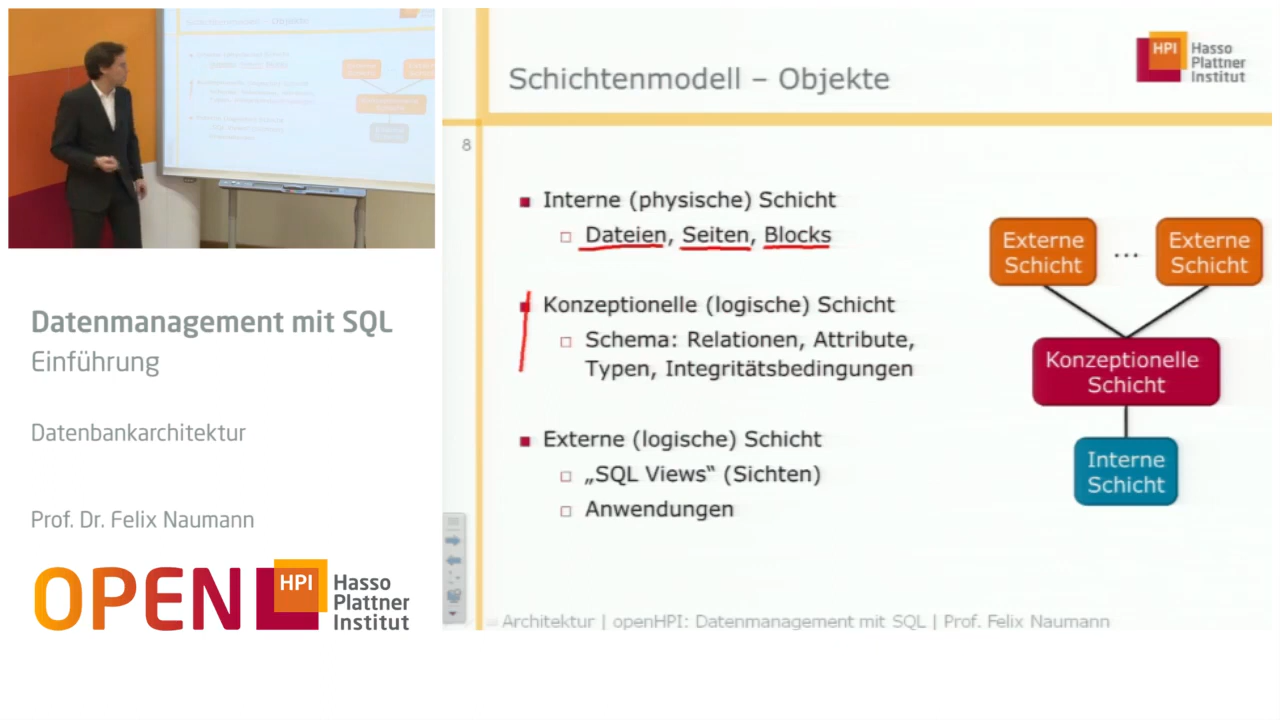 Schichtenmodell – Objekte
HPI
Hasso
Plattner
Institut
8
Interne (physische) Schicht
Dateien, Seiten, Blocks
Konzeptionelle (logische) Schicht
Schema: Relationen, Attribute,
Typen, Integritätsbedingungen
Externe (logische) Schicht
„SQL Views“ (Sichten)
Anwendungen
Externe
Schicht
...
Externe
Schicht
Konzeptionelle
Schicht
Interne
Schicht
Architektur | openHPI: Datenmanagement mit SQL | Prof. Felix Naumann
Datenmanagement mit SQL
Einführung
Datenbankarchitektur
Prof. Dr. Felix Naumann
OPEN HPI
Hasso
Plattner
Institut